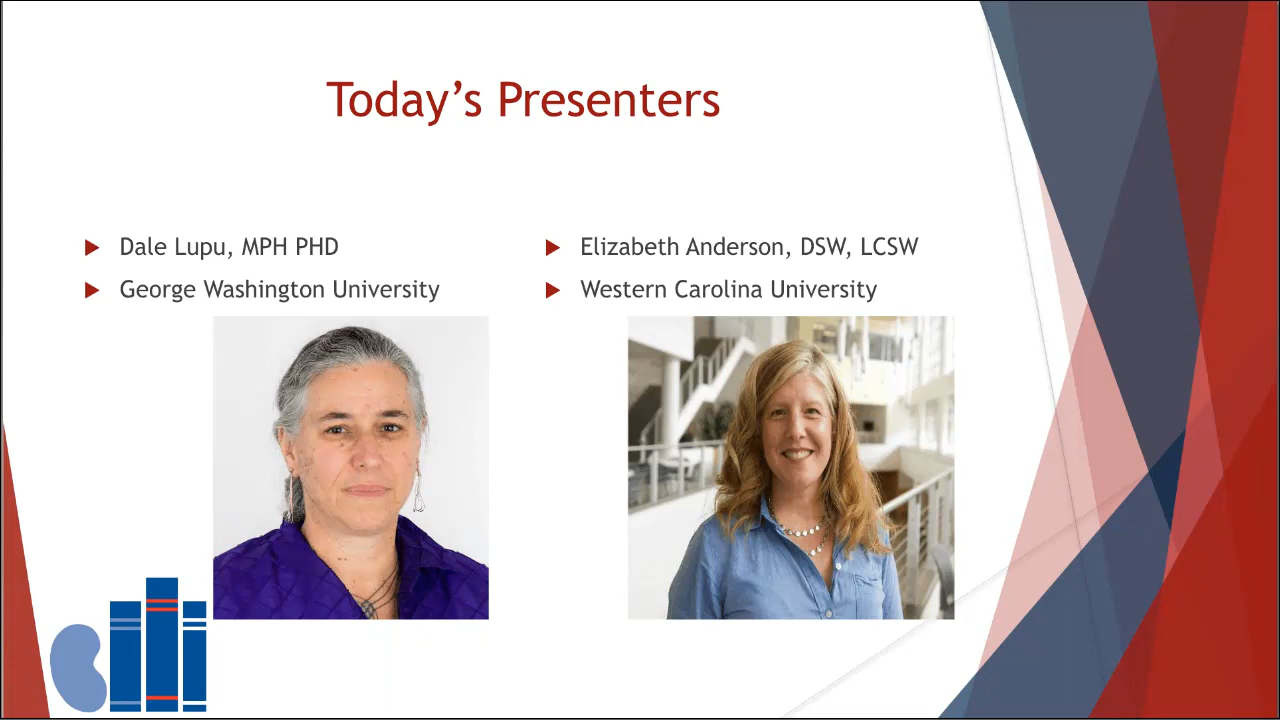 Today’s Presenters
Dale Lupu, MPH PHD
George Washington University
Elizabeth Anderson, DSW, LCSW
Western Carolina University